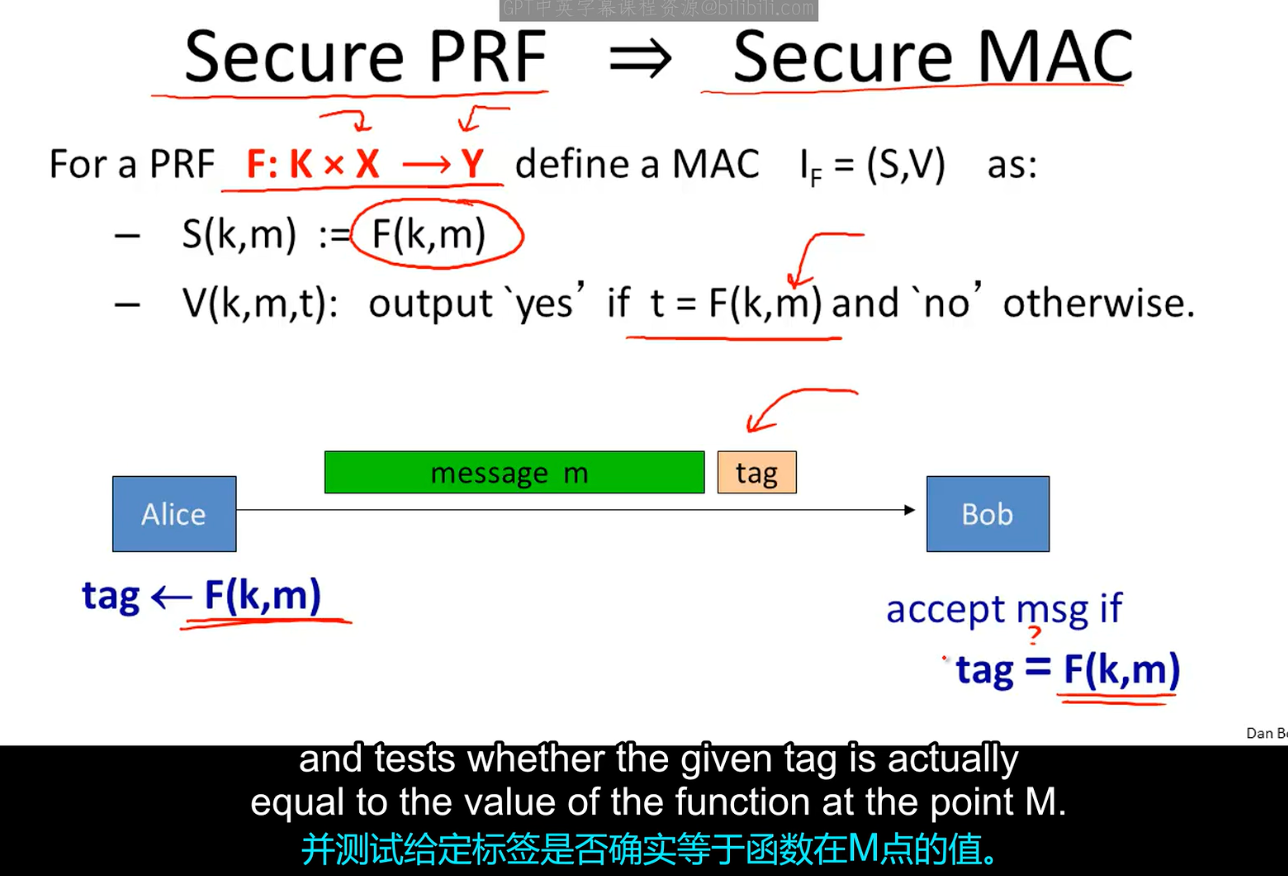 GPT中英字幕课程资源@bilibili.com
Secure PRF ⇒ Secure MAC
For a PRF F: K × X ⟶ Y define a MAC I_F = (S,V) as:
– S(k,m) := F(k,m)
– V(k,m,t): output `yes’ if t = F(k,m) and `no’ otherwise.
message m tag
Alice Bob
tag ← F(k,m)
accept msg if
?
tag = F(k,m)
Dan B
and tests whether the given tag is actually
equal to the value of the function at the point M.
并测试给定标签是否确实等于函数在M点的值。